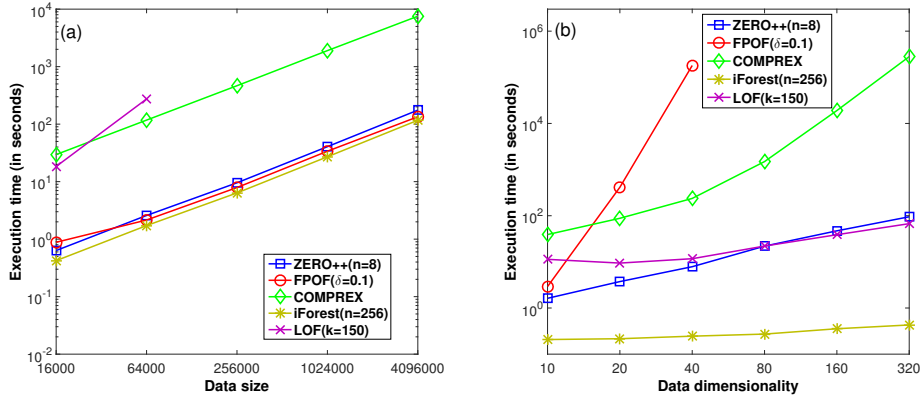 (a)
10^4
10^3
10^2
10^1
10^0
10^-1
10^-2
Execution time (in seconds)
16000 64000 256000 1024000 4096000
Data size
ZERO++(n=8)
FPOF(δ=0.1)
COMPREX
iForest(n=256)
LOF(k=150)
(b)
10^6
10^4
10^2
10^0
Execution time (in seconds)
10 20 40 80 160 320
Data dimensionality
ZERO++(n=8)
FPOF(δ=0.1)
COMPREX
iForest(n=256)
LOF(k=150)